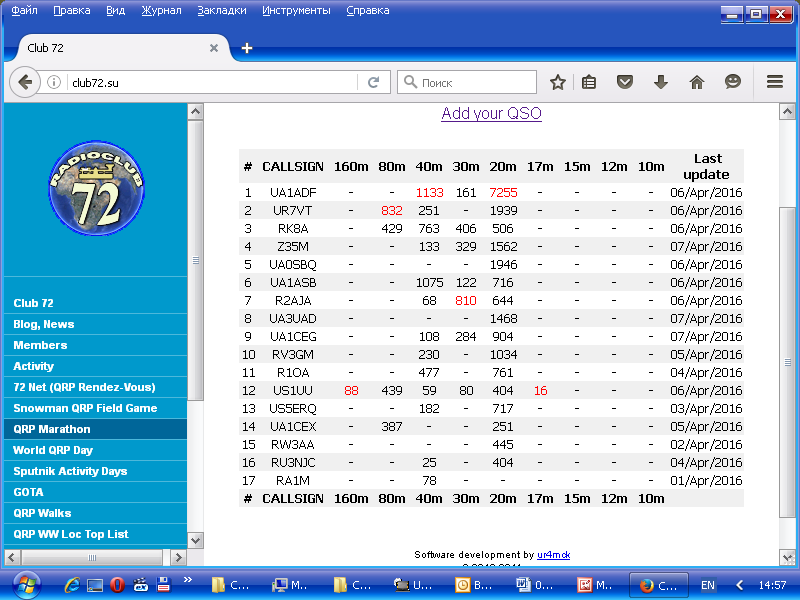 Файл Правка Вид Журнал Закладки Инструменты Справка
Club 72
club72.su
Поиск
RADIOCLUB
72
Club 72
Blog, News
Members
Activity
72 Net (QRP Rendez-Vous)
Snowman QRP Field Game
QRP Marathon
World QRP Day
Sputnik Activity Days
GOTA
QRP Walks
QRP WW Loc Top List
Add your QSO
# CALLSIGN 160m 80m 40m 30m 20m 17m 15m 12m 10m Last update
1 UA1ADF - - 1133 161 7255 - - - - 06/Apr/2016
2 UR7VT - 832 251 - 1939 - - - - 06/Apr/2016
3 RK8A - 429 763 406 506 - - - - 06/Apr/2016
4 Z35M - - 133 329 1562 - - - - 07/Apr/2016
5 UA0SBQ - - - - 1946 - - - - 06/Apr/2016
6 UA1ASB - - 1075 122 716 - - - - 06/Apr/2016
7 R2AJA - - 68 810 644 - - - - 06/Apr/2016
8 UA3UAD - - - - 1468 - - - - 07/Apr/2016
9 UA1CEG - - 108 284 904 - - - - 07/Apr/2016
10 RV3GM - - 230 - 1034 - - - - 05/Apr/2016
11 R1OA - - 477 - 761 - - - - 04/Apr/2016
12 US1UU 88 439 59 80 404 16 - - - 06/Apr/2016
13 US5ERQ - - 182 - 717 - - - - 03/Apr/2016
14 UA1CEX - 387 - - 251 - - - - 05/Apr/2016
15 RW3AA - - - - 445 - - - - 02/Apr/2016
16 RU3NJC - - 25 - 404 - - - - 04/Apr/2016
17 RA1M - - 78 - - - - - - 01/Apr/2016
# CALLSIGN 160m 80m 40m 30m 20m 17m 15m 12m 10m
Software development by ur4mck
C... M... C... U... B... 0... M... C... EN 14:57